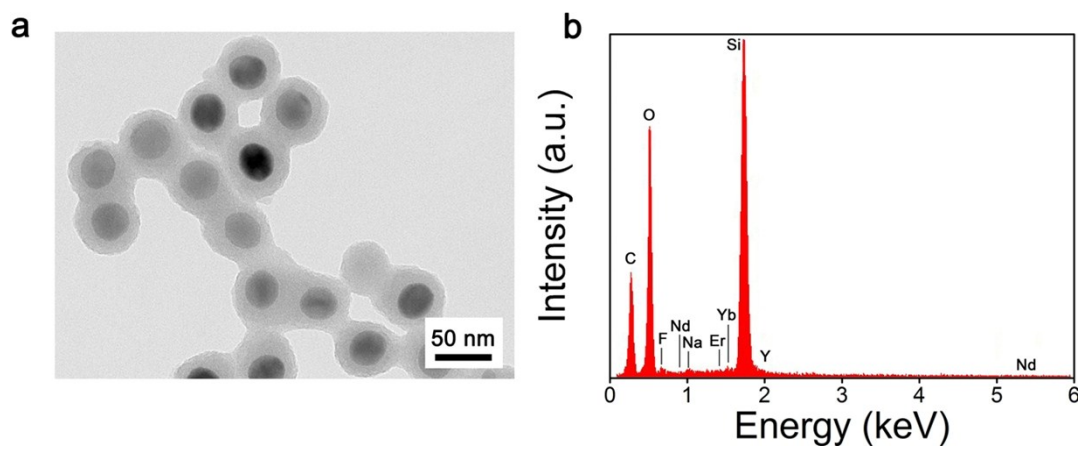 a
50 nm
b
Intensity (a.u.)
C
O
F
Nd
Na
Er
Yb
Si
Y
Nd
0 1 2 3 4 5 6
Energy (keV)